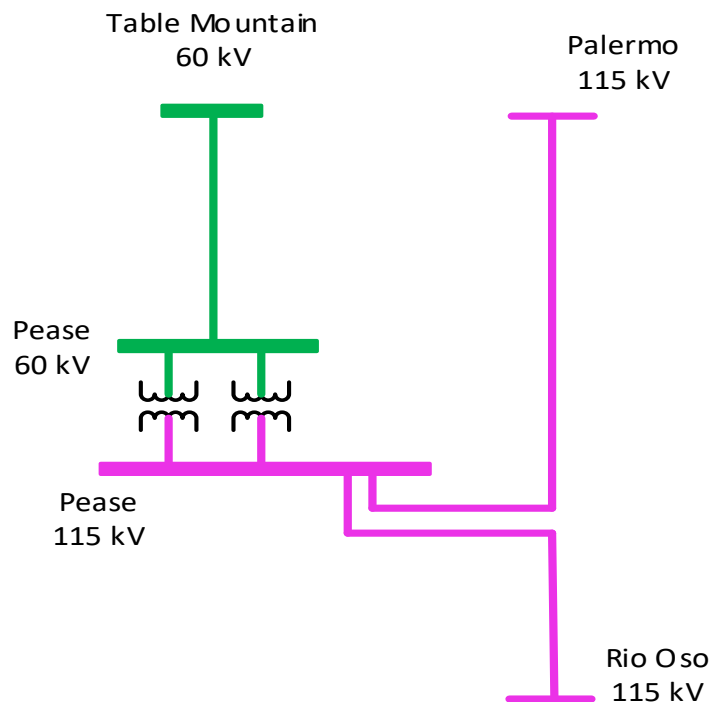 Table Mountain
60 kV
Palermo
115 kV
Pease
60 kV
Pease
115 kV
Rio Oso
115 kV